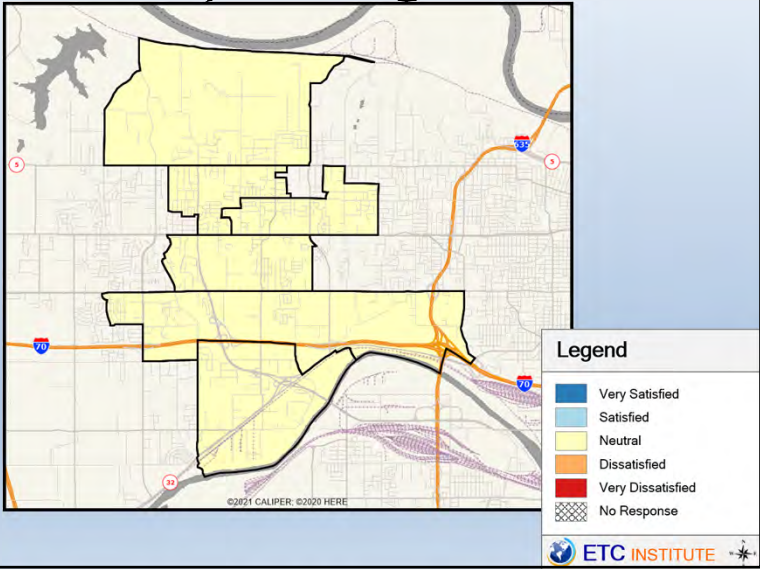 635
5
5
70
Legend
70
Very Satisfied
Satisfied
Neutral
Dissatisfied
Very Dissatisfied
32
No Response
©2021 CALIPER; ©2020 HERE
ETC INSTITUTE